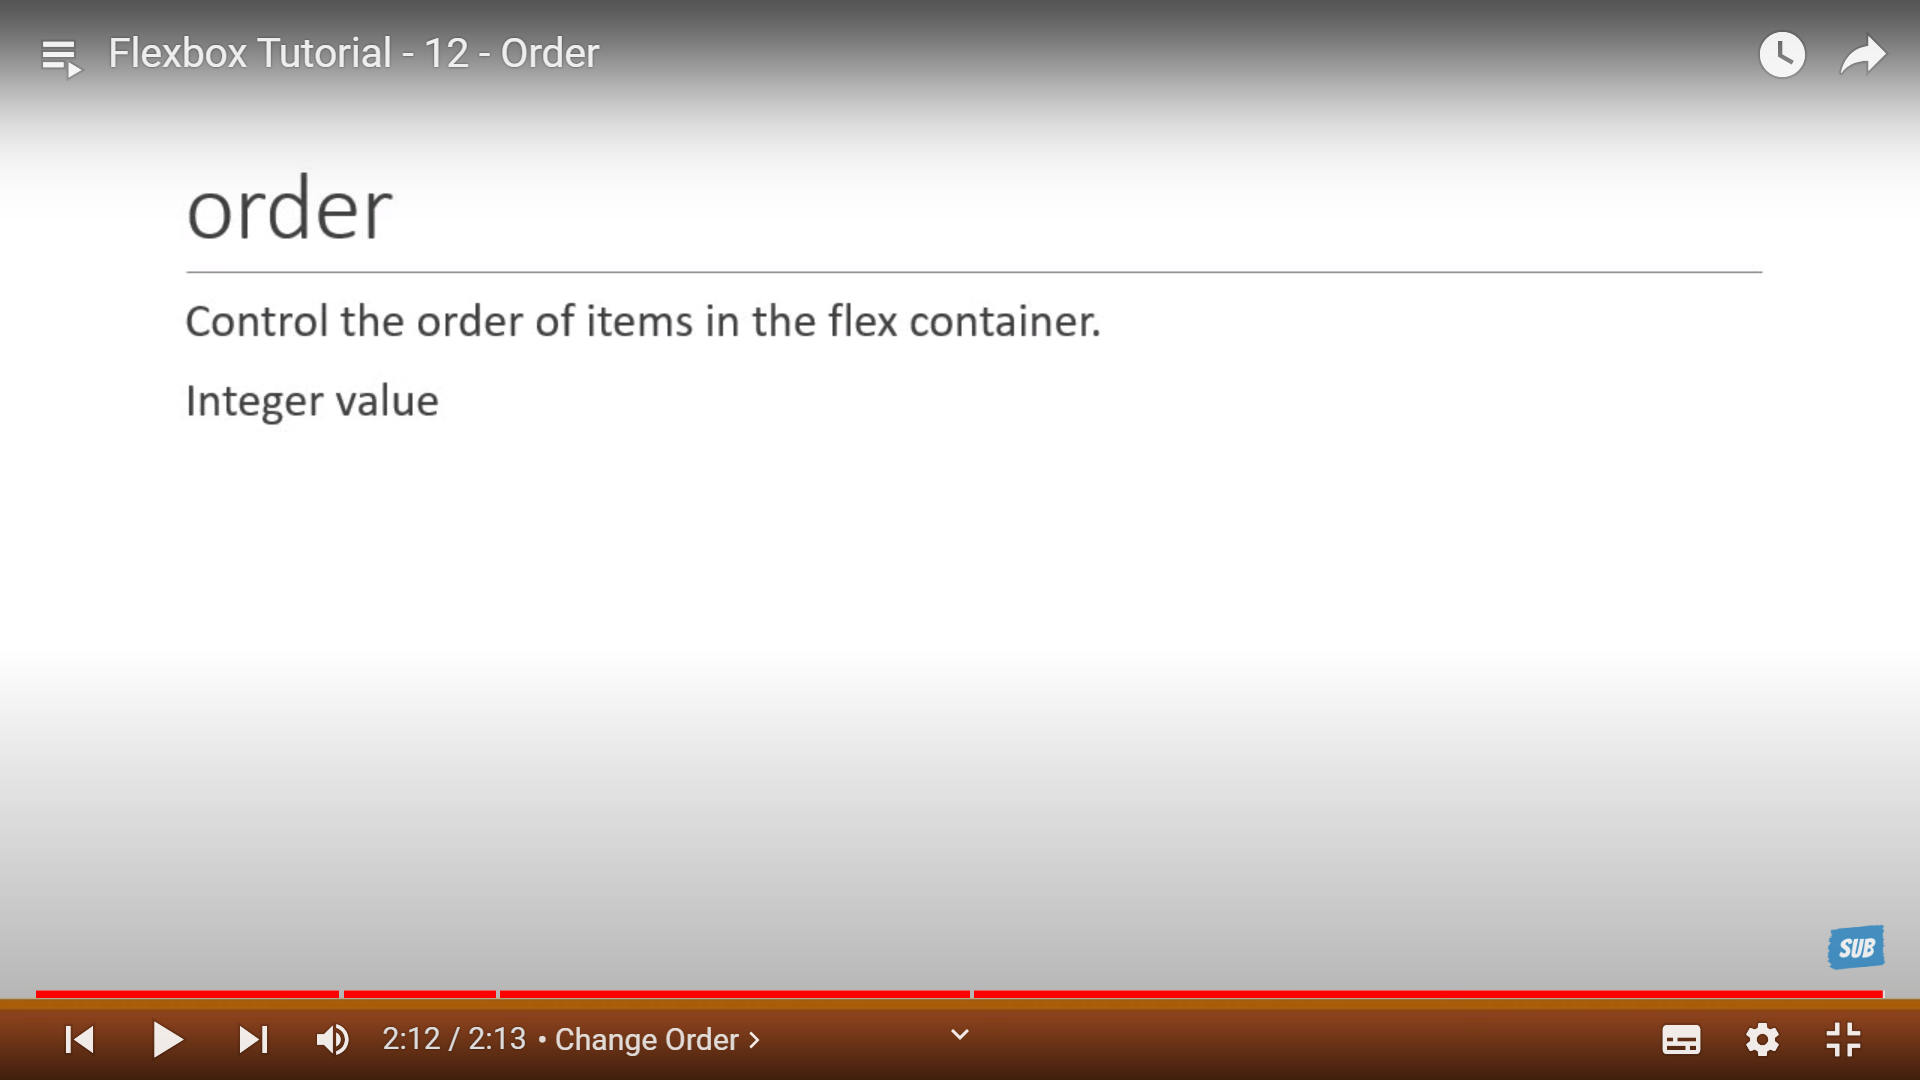 Flexbox Tutorial - 12 - Order
order
Control the order of items in the flex container.
Integer value
SUB
2:12 / 2:13 • Change Order >